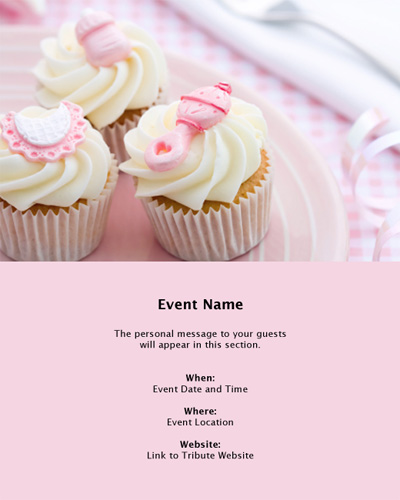 Event Name
The personal message to your guests
will appear in this section.
When:
Event Date and Time
Where:
Event Location
Website:
Link to Tribute Website